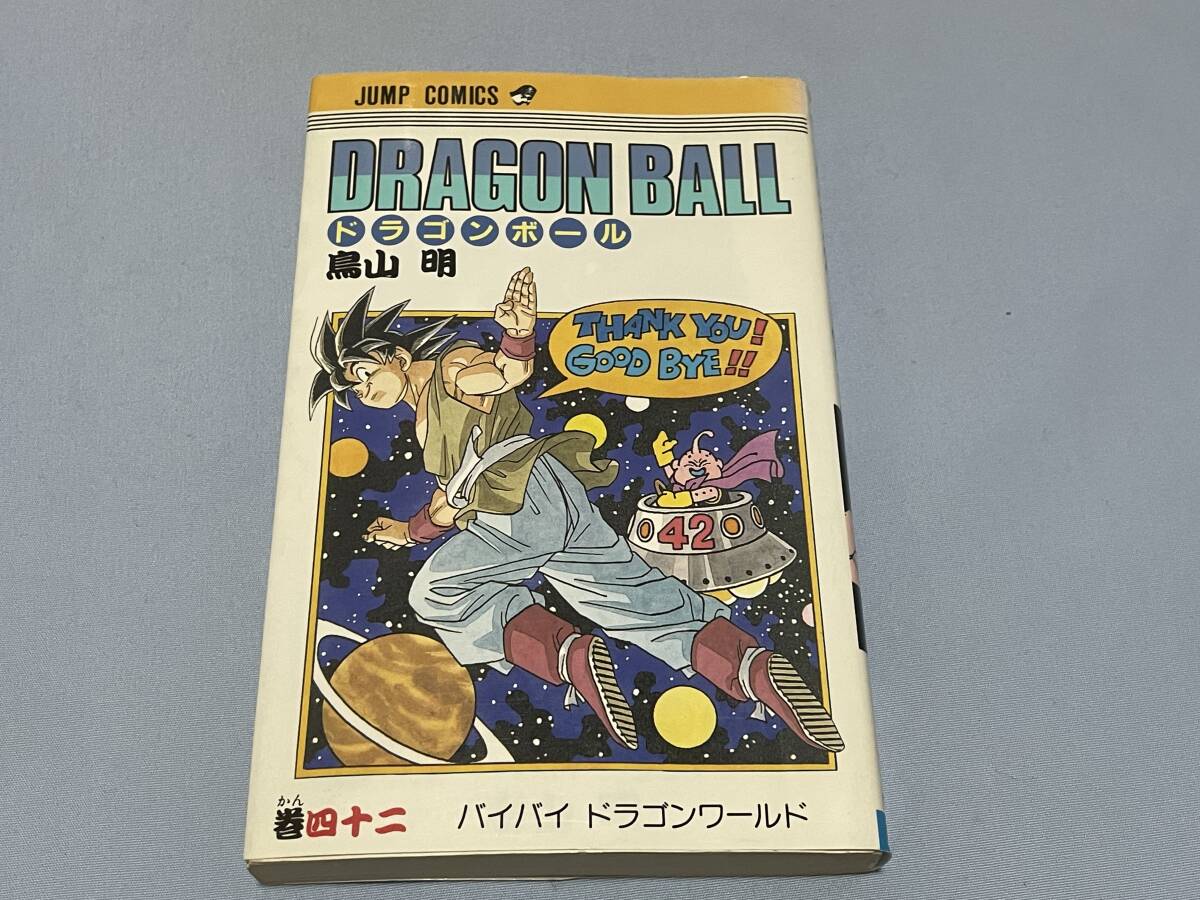 JUMP COMICS
DRAGON BALL
ドラゴンボール
鳥山 明
THANK YOU!
GOOD BYE!!
42
かん
巻四十二
バイバイ ドラゴンワールド